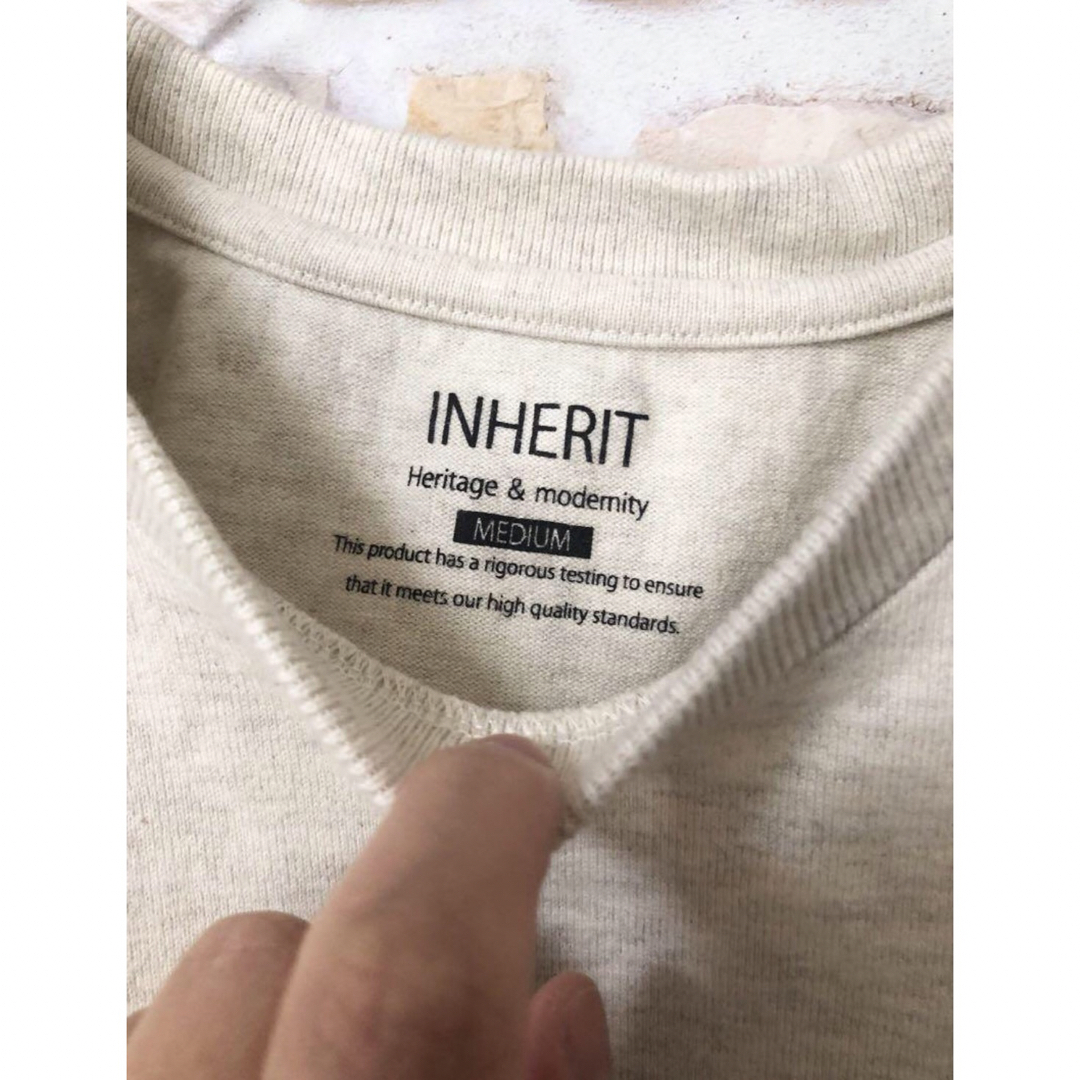 INHERIT
Heritage & modernity
MEDIUM
This product has a rigorous testing to ensure
that it meets our high quality standards.